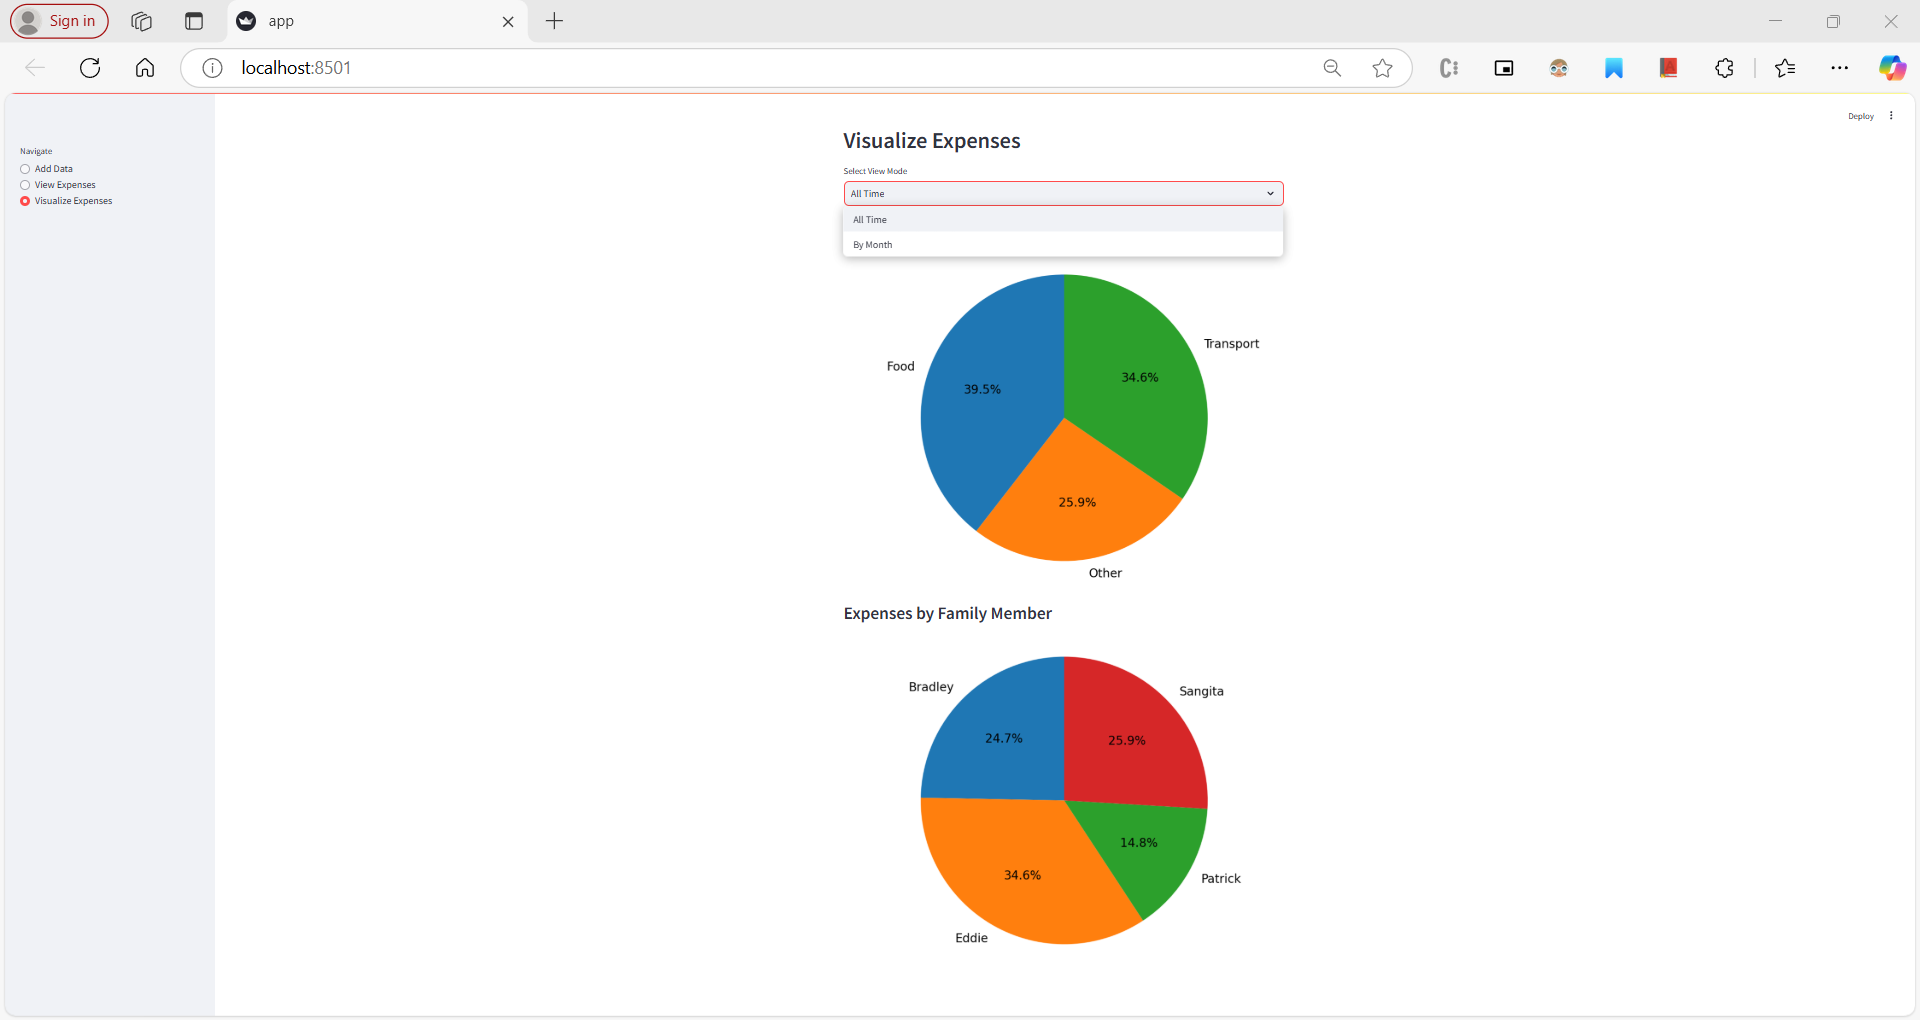 Sign in
app
localhost:8501
Deploy
Navigate
Add Data
View Expenses
Visualize Expenses
Visualize Expenses
Select View Mode
All Time
All Time
By Month
Transport
Food
34.6%
39.5%
25.9%
Other
Expenses by Family Member
Bradley
Sangita
24.7%
25.9%
14.8%
34.6%
Patrick
Eddie